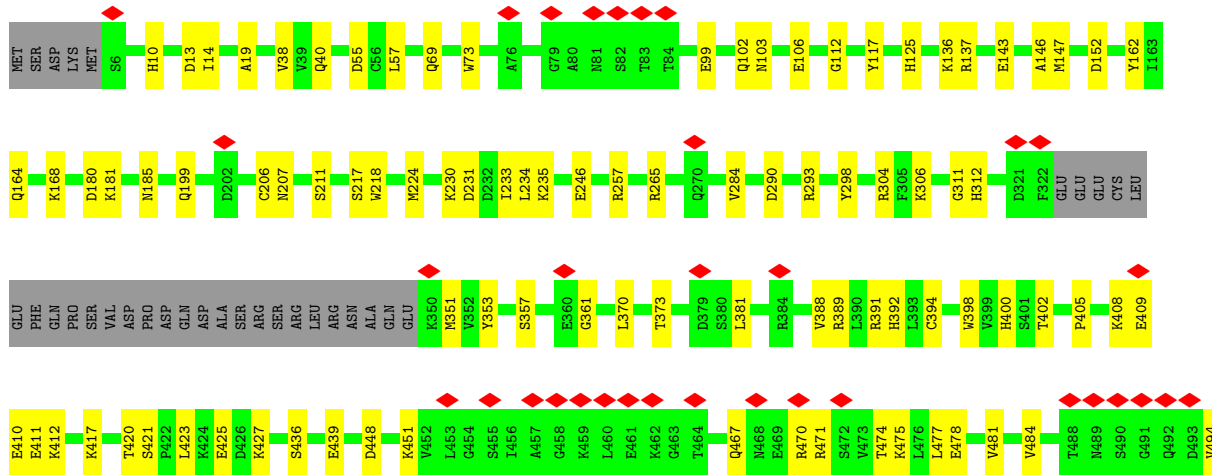 MET SER ASP LYS MET S6 H10 D13 I14 A19 V38 V39 Q40 D55 C56 L57 Q69 W73 A76 G79 A80 N81 S82 T83 T84 E99 Q102 N103 E106 G112 Y117 H125 K136 R137 E143 A146 M147 D152 Y162 I163
Q164 K168 D180 K181 N185 Q199 D202 C206 N207 S211 S217 W218 M224 K230 D231 D232 I233 L234 K235 E246 R257 R265 Q270 V284 D290 R293 Y298 R304 F305 K306 G311 H312 D321 F322 GLU GLU GLU CYS LEU
GLU PHE GLN PRO SER VAL ASP PRO ASP GLN ASP ALA SER ARG SER ARG LEU ARG ASN ALA GLN GLU K350 M351 V352 Y353 S357 E360 G361 L370 T373 D379 S380 L381 R384 V388 R389 L390 R391 H392 L393 C394 W398 V399 H400 S401 T402 P405 K408 E409
E410 E411 K412 K417 T420 S421 P422 L423 K424 E425 D426 K427 S436 E439 D448 K451 V452 L453 G454 S455 I456 A457 G458 K459 L460 E461 K462 G463 T464 Q467 N468 E469 R470 R471 S472 V473 T474 K475 L476 L477 E478 V481 V484 T488 N489 S490 G491 Q492 D493 V494